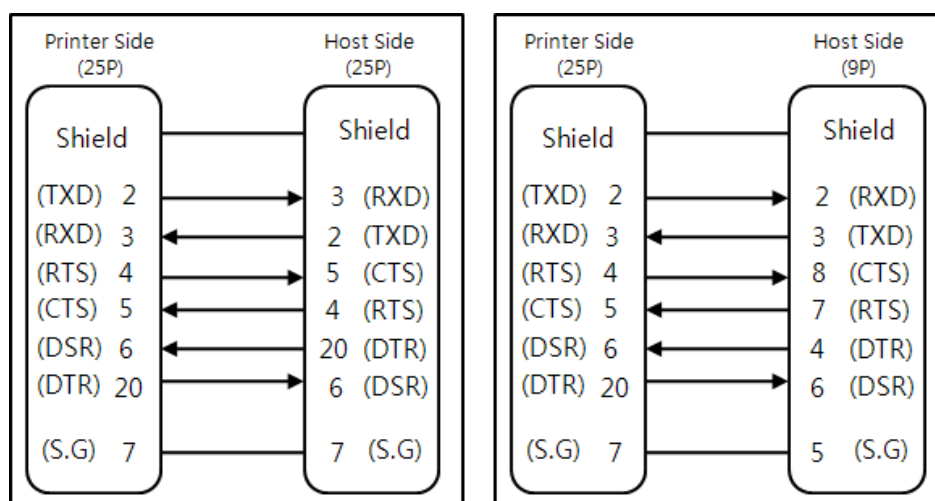 Printer Side Host Side
(25P) (25P)
Shield Shield
(TXD) 2 3 (RXD)
(RXD) 3 2 (TXD)
(RTS) 4 5 (CTS)
(CTS) 5 4 (RTS)
(DSR) 6 20 (DTR)
(DTR) 20 6 (DSR)
(S.G) 7 7 (S.G)
Printer Side Host Side
(25P) (9P)
Shield Shield
(TXD) 2 2 (RXD)
(RXD) 3 3 (TXD)
(RTS) 4 8 (CTS)
(CTS) 5 7 (RTS)
(DSR) 6 4 (DTR)
(DTR) 20 6 (DSR)
(S.G) 7 5 (S.G)